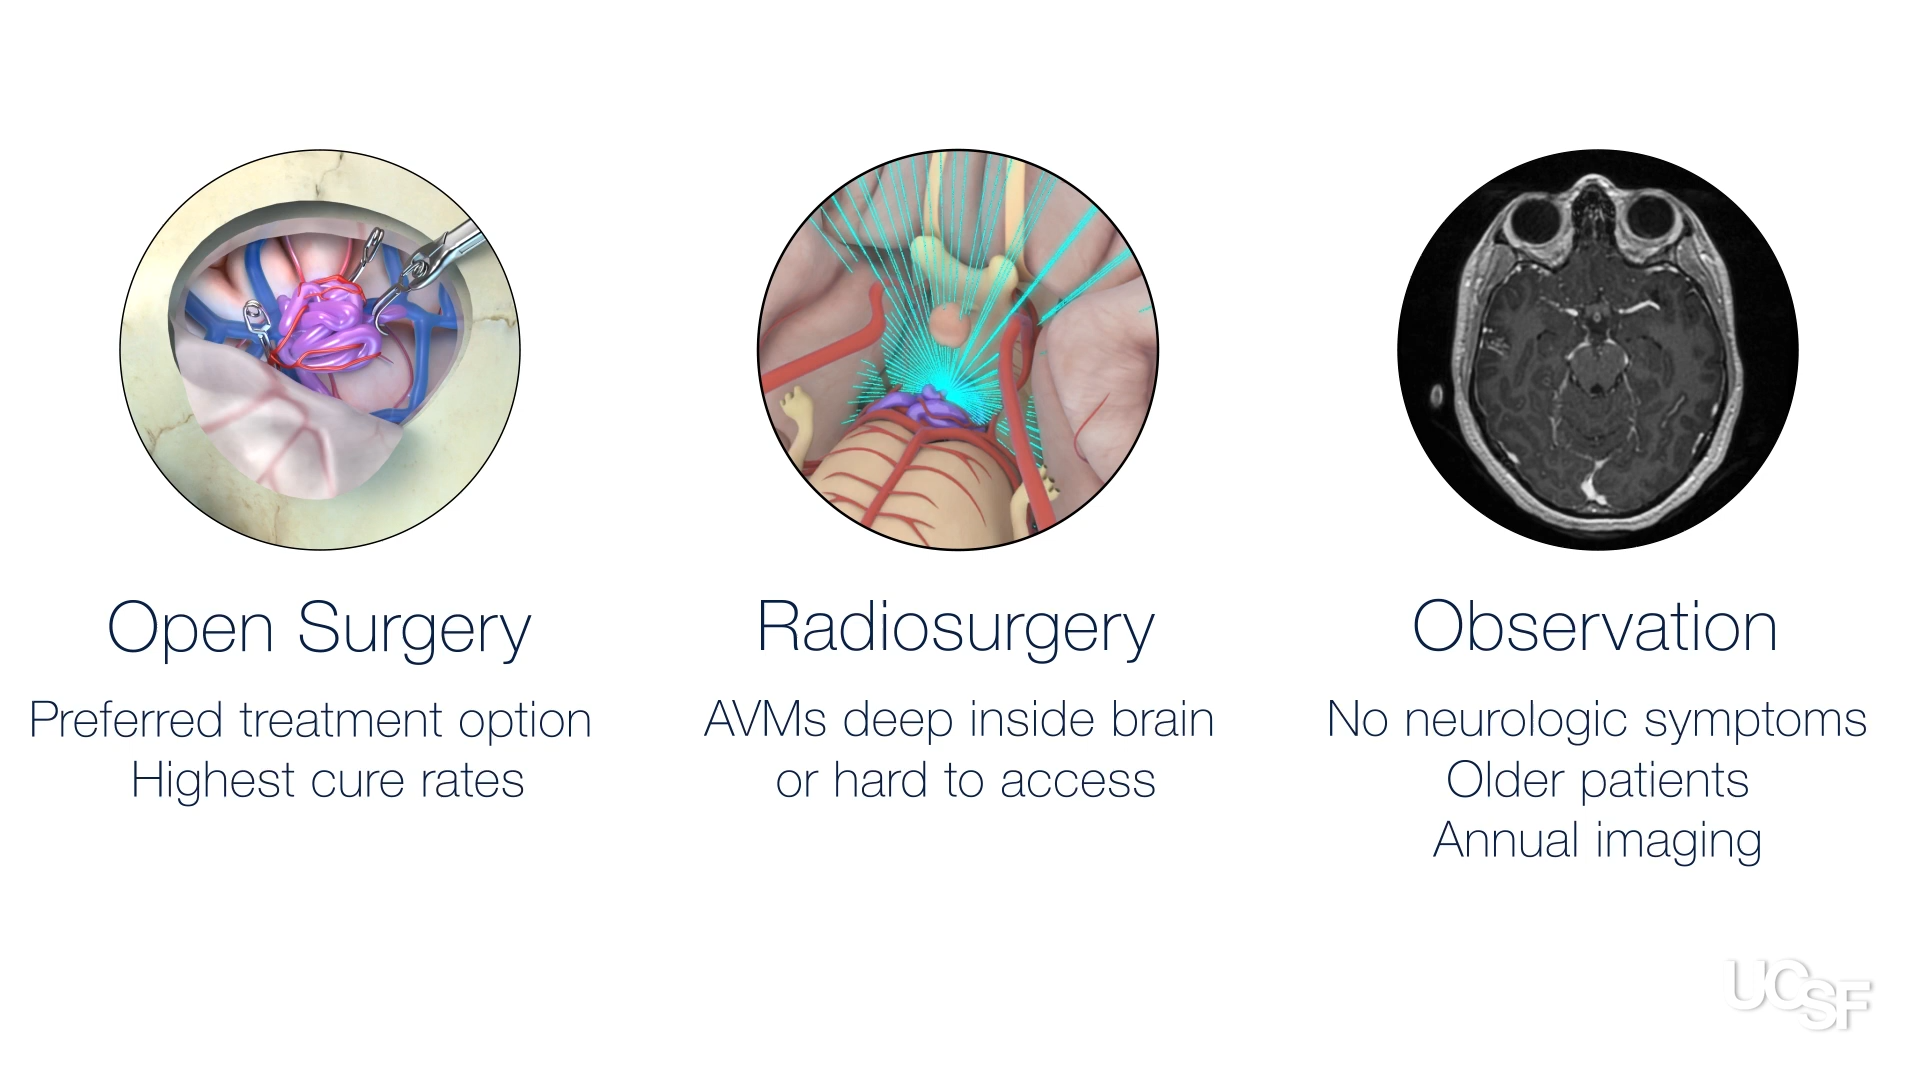 Open Surgery
Preferred treatment option
Highest cure rates
Radiosurgery
AVMs deep inside brain
or hard to access
Observation
No neurologic symptoms
Older patients
Annual imaging
UCSF